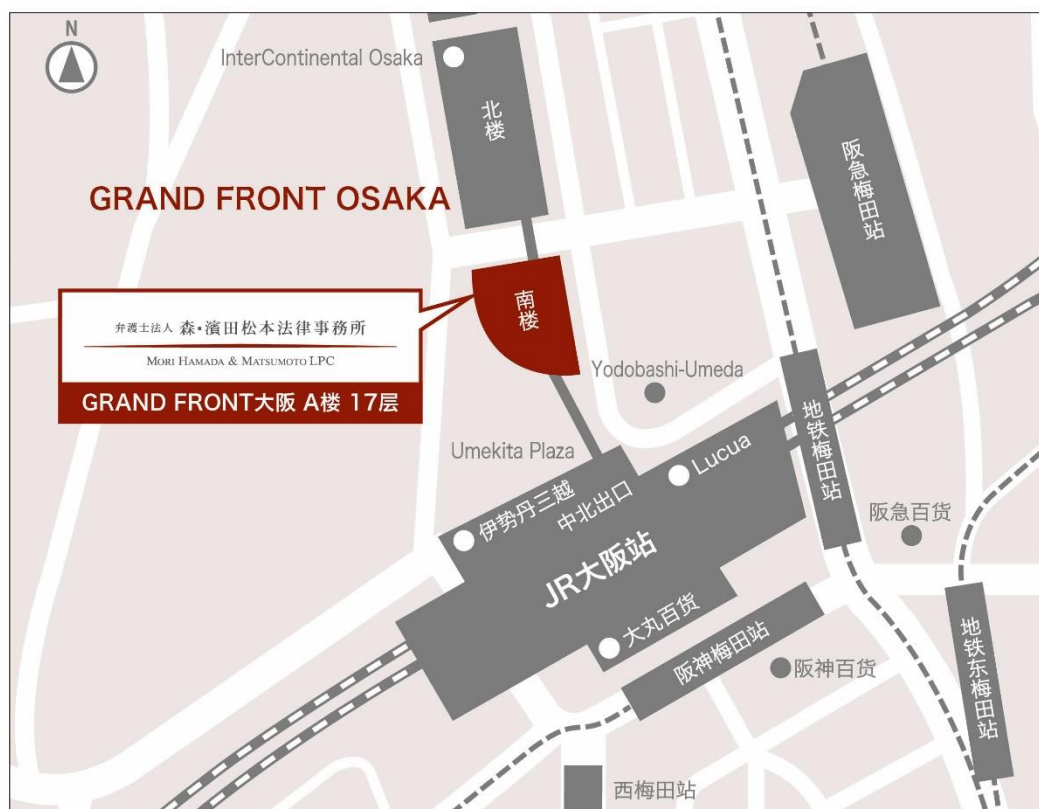 N
InterContinental Osaka
北楼
阪急梅田站
GRAND FRONT OSAKA
南楼
弁護士法人 森・濱田松本法律事務所
MORI HAMADA & MATSUMOTO LPC
GRAND FRONT大阪 A楼 17层
Yodobashi-Umeda
地铁梅田站
Umekita Plaza
Lucua
伊势丹三越
中北出口
阪急百货
JR大阪站
大丸百货
阪神梅田站
阪神百货
地铁东梅田站
西梅田站